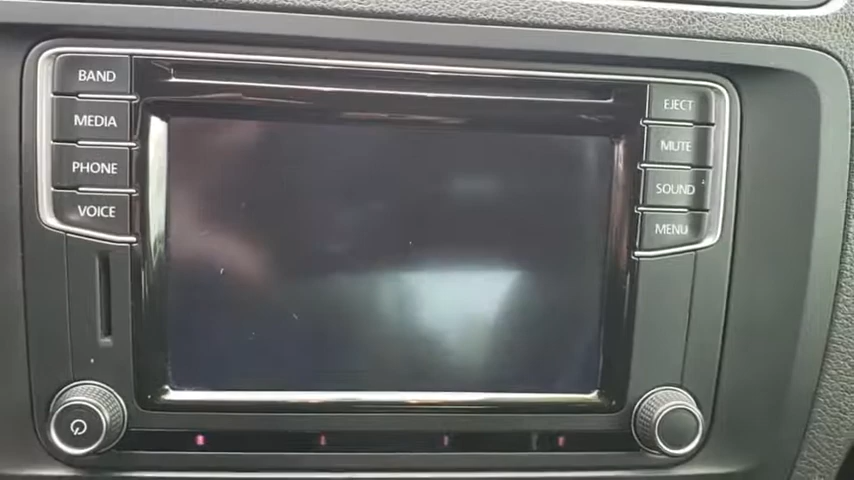 BAND
MEDIA
PHONE
VOICE
EJECT
MUTE
SOUND
MENU